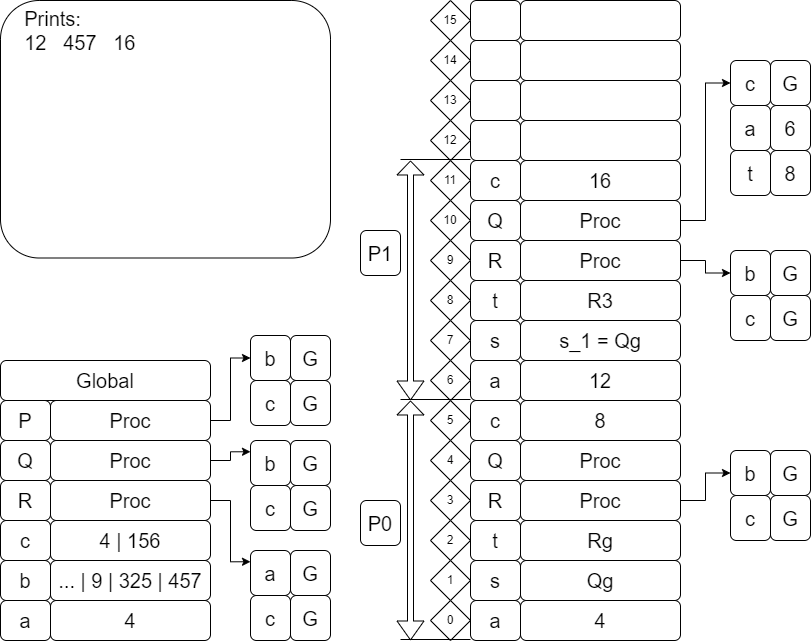 Prints:
12 457 16
15
14
13
12
11 c 16
10 Q Proc
9 R Proc
8 t R3
7 s s_1 = Qg
6 a 12
5 c 8
4 Q Proc
3 R Proc
2 t Rg
1 s Qg
0 a 4
P1
P0
c G
a 6
t 8
b G
c G
b G
c G
Global
P Proc
Q Proc
R Proc
c 4 | 156
b ... | 9 | 325 | 457
a 4
b G
c G
b G
c G
a G
c G